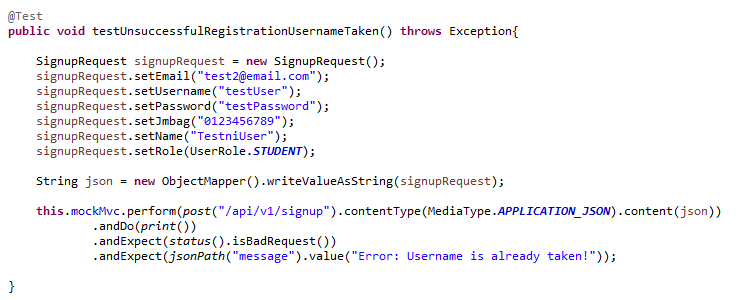 @Test
public void testUnsuccessfulRegistrationUsernameTaken() throws Exception{
SignupRequest signupRequest = new SignupRequest();
signupRequest.setEmail("test2@email.com");
signupRequest.setUsername("testUser");
signupRequest.setPassword("testPassword");
signupRequest.setJmbag("0123456789");
signupRequest.setName("TestniUser");
signupRequest.setRole(UserRole.STUDENT);
String json = new ObjectMapper().writeValueAsString(signupRequest);
this.mockMvc.perform(post("/api/v1/signup").contentType(MediaType.APPLICATION_JSON).content(json))
.andDo(print())
.andExpect(status().isBadRequest())
.andExpect(jsonPath("message").value("Error: Username is already taken!"));
}